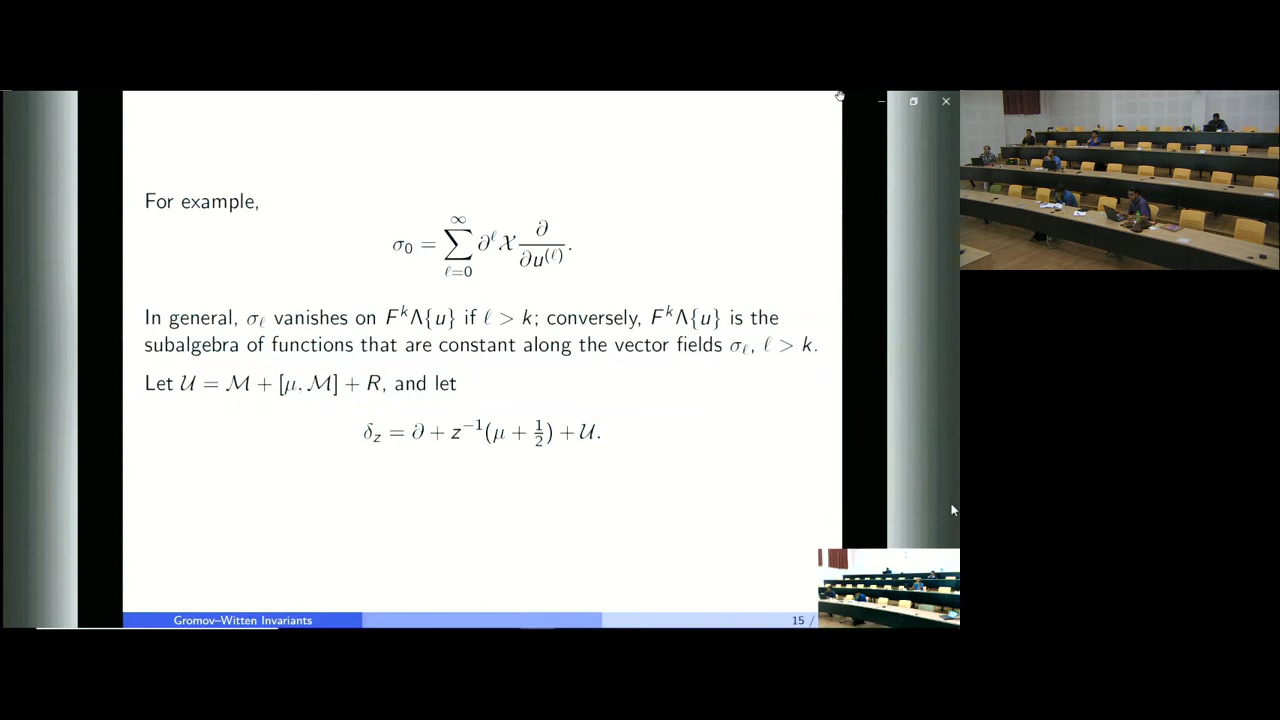 For example,
σ₀ = ∑_{ℓ=0}^{∞} ∂^ℓ 𝒳 ∂/∂u^{(ℓ)}.
In general, σ_ℓ vanishes on F^kΛ{u} if ℓ > k; conversely, F^kΛ{u} is the
subalgebra of functions that are constant along the vector fields σ_ℓ, ℓ > k.
Let 𝒰 = ℳ + [μ, ℳ] + R, and let
δ_z = ∂ + z^{-1}(μ + 1/2) + 𝒰.
Gromov–Witten Invariants
15 /